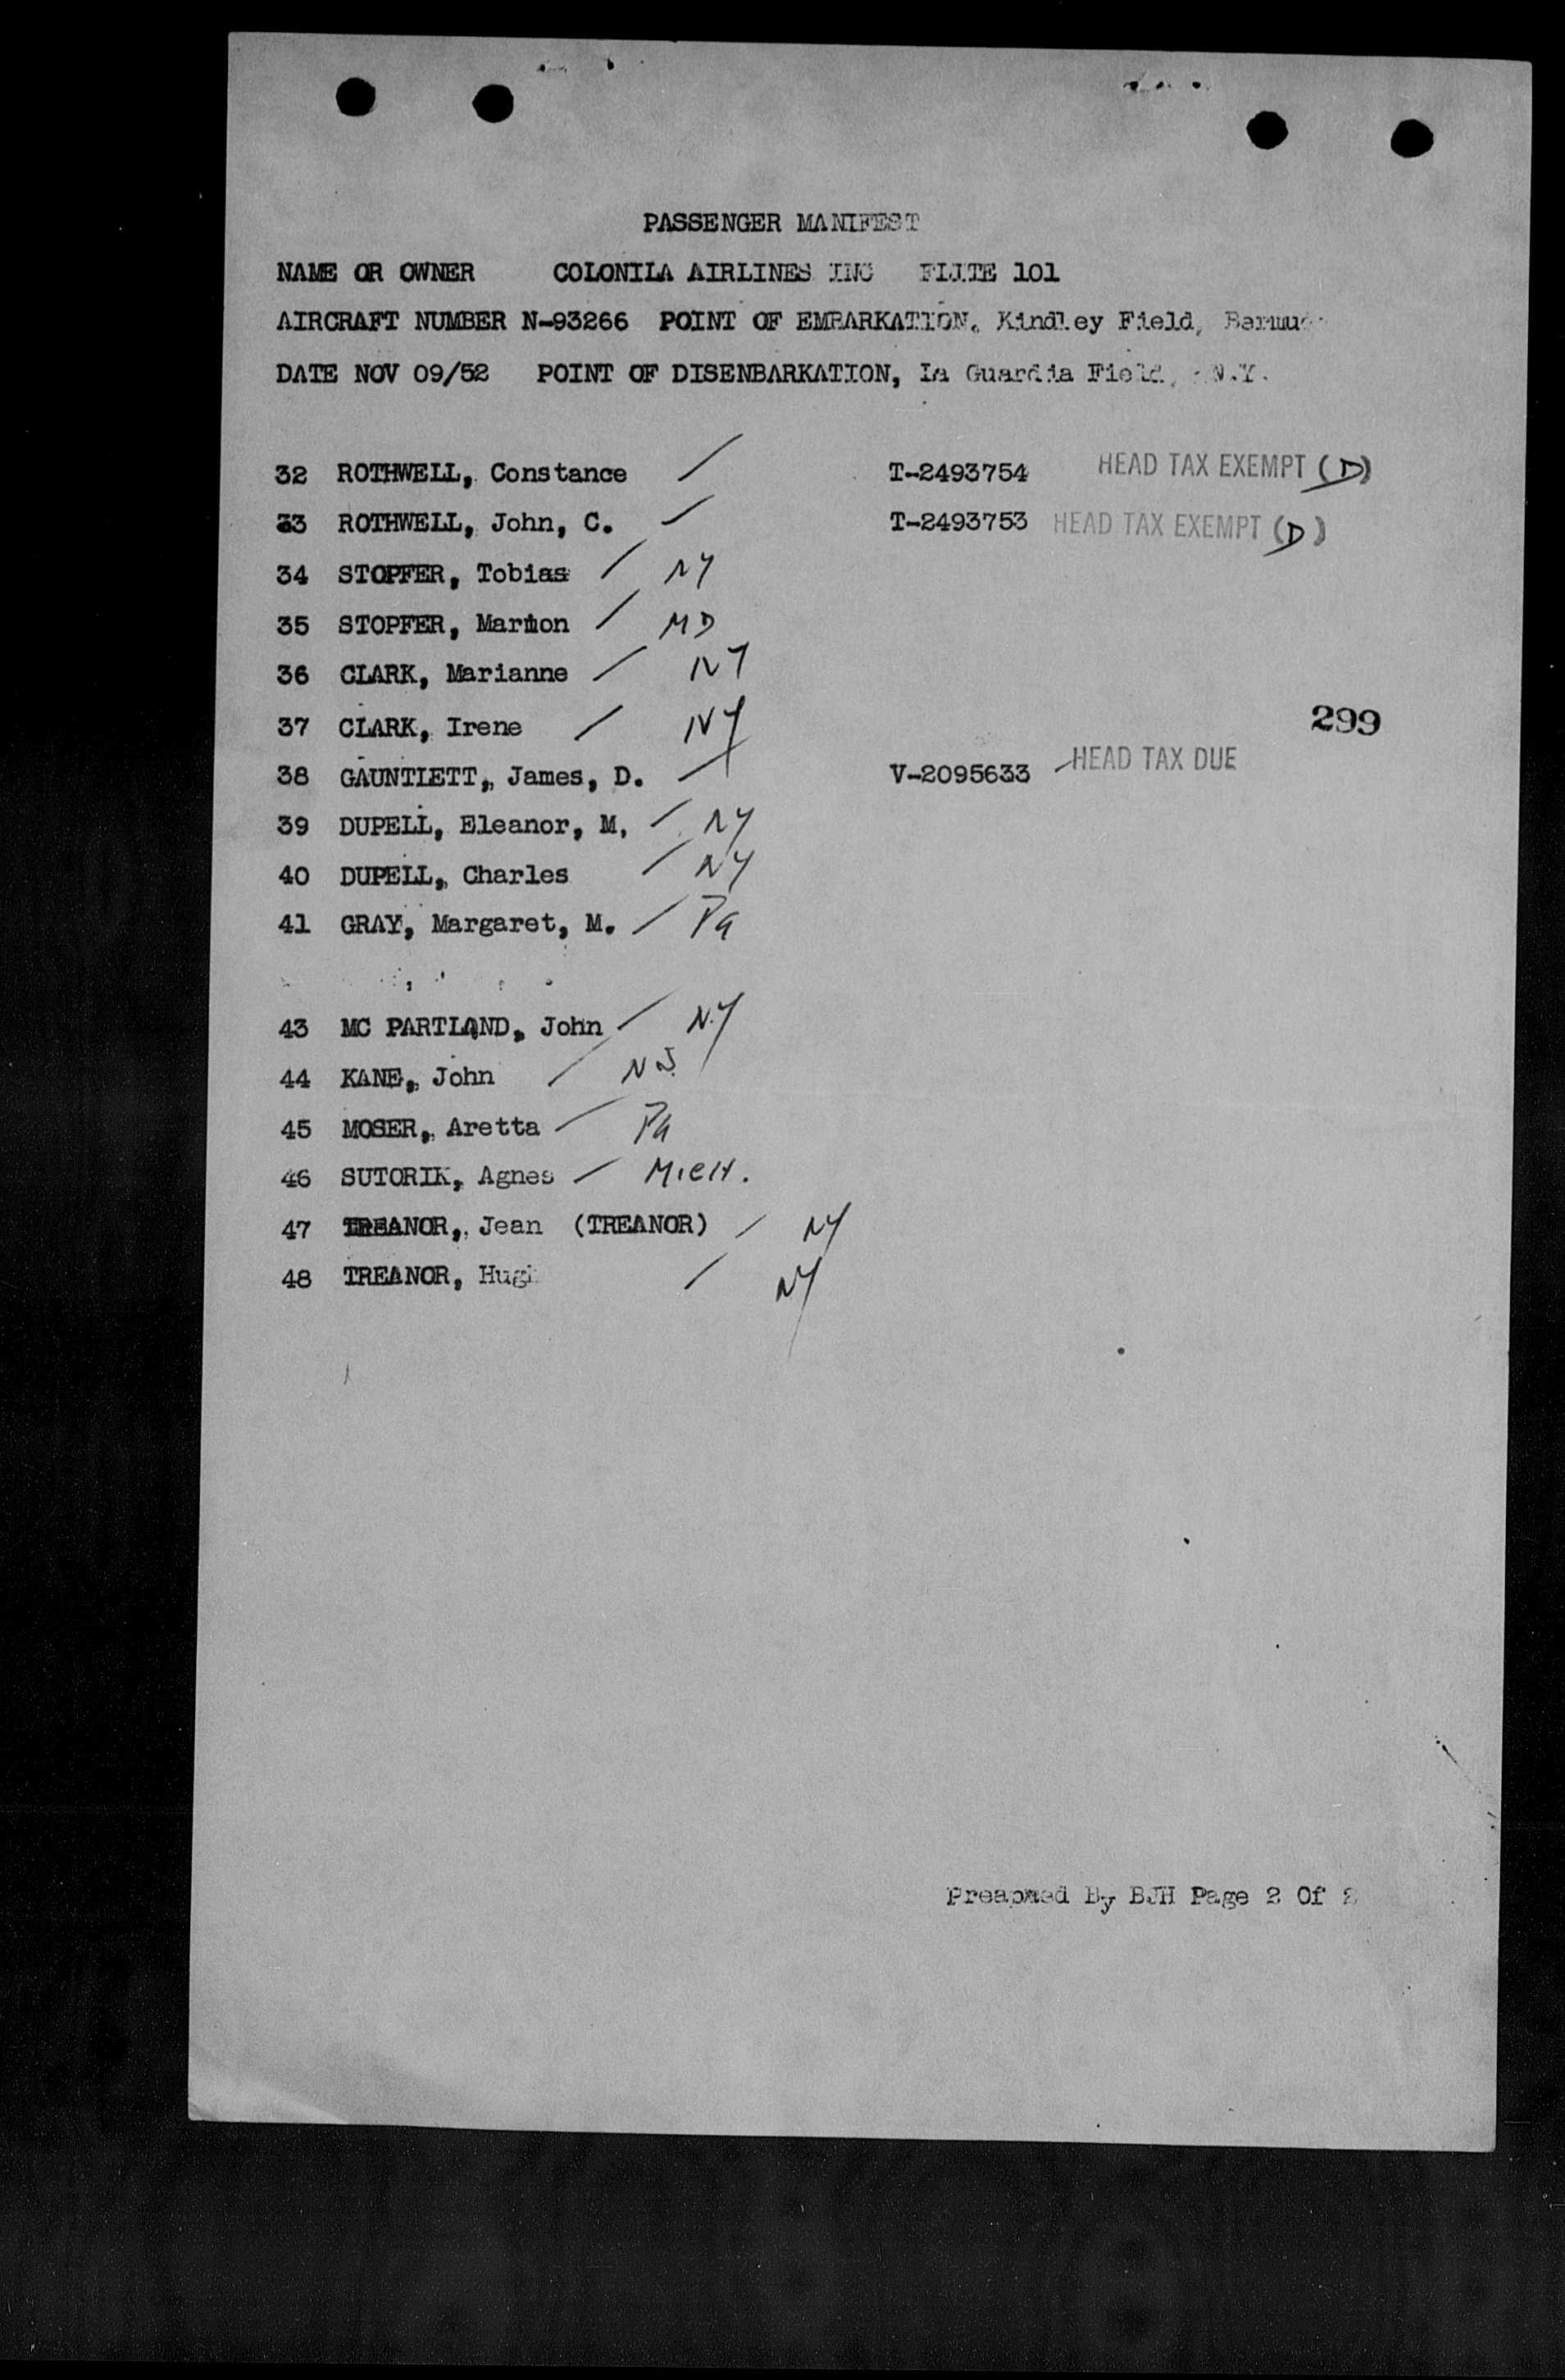 PASSENGER MANIFEST
NAME OR OWNER COLONILA AIRLINES INC FLITE 101
AIRCRAFT NUMBER N-93266 POINT OF EMBARKATION, Kindley Field, Bermuda
DATE NOV 09/52 POINT OF DISENBARKATION, La Guardia Field, N.Y.
32 ROTHWELL, Constance / T-2493754 HEAD TAX EXEMPT (D)
33 ROTHWELL, John, C. / T-2493753 HEAD TAX EXEMPT (D)
34 STOPFER, Tobias / NY
35 STOPFER, Marion / MD
36 CLARK, Marianne / NY
37 CLARK, Irene / NY
299
38 GAUNTLETT, James, D. / V-2095633 HEAD TAX DUE
39 DUPELL, Eleanor, M, / NY
40 DUPELL, Charles / NY
41 GRAY, Margaret, M. / Pa
43 MC PARTLAND, John / N.Y
44 KANE, John / NJ.
45 MOSER, Aretta / Pa
46 SUTORIK, Agnes / MICH.
47 TREANOR, Jean (TREANOR) / NY
48 TREANOR, Hugh / NY
By BJH Page 2 Of 2